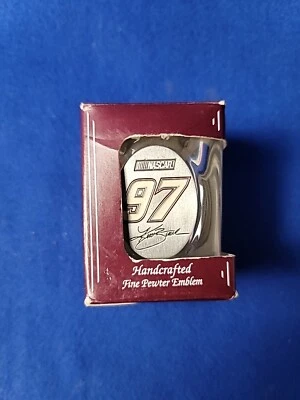 NASCAR
97
Handcrafted
Fine Pewter Emblem